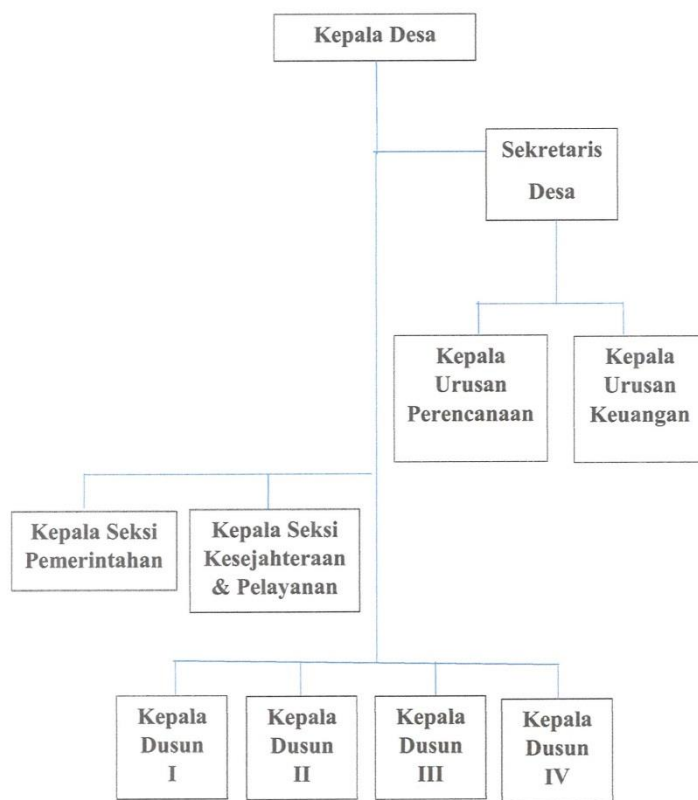 Kepala Desa
Sekretaris
Desa
Kepala
Urusan
Perencanaan
Kepala
Urusan
Keuangan
Kepala Seksi
Pemerintahan
Kepala Seksi
Kesejahteraan
& Pelayanan
Kepala
Dusun
I
Kepala
Dusun
II
Kepala
Dusun
III
Kepala
Dusun
IV